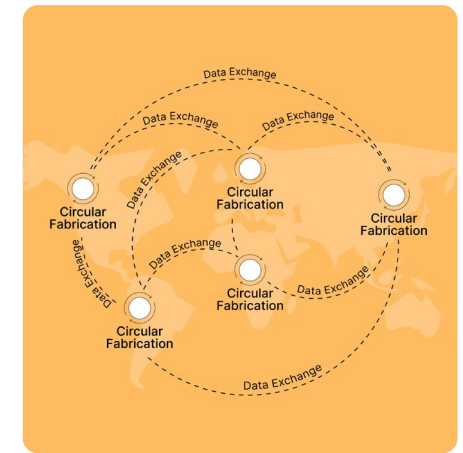 Data Exchange
Data Exchange
Data Exchange
Data Exchange
Circular
Fabrication
Circular
Fabrication
Circular
Fabrication
Data Exchange
Data Exchange
Data Exchange
Circular
Fabrication
Circular
Fabrication
Data Exchange